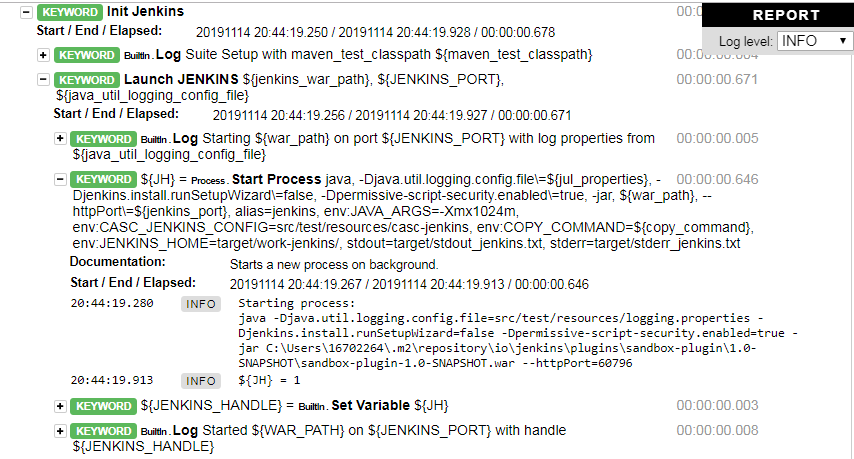 KEYWORD Init Jenkins 00:0
REPORT
Start / End / Elapsed: 20191114 20:44:19.250 / 20191114 20:44:19.928 / 00:00:00.678
Log level: INFO
KEYWORD BuiltIn. Log Suite Setup with maven_test_classpath ${maven_test_classpath}
KEYWORD Launch JENKINS ${jenkins_war_path}, ${JENKINS_PORT}, 00:00:00.671
${java_util_logging_config_file}
Start / End / Elapsed: 20191114 20:44:19.256 / 20191114 20:44:19.927 / 00:00:00.671
KEYWORD BuiltIn. Log Starting ${war_path} on port ${JENKINS_PORT} with log properties from 00:00:00.005
${java_util_logging_config_file}
KEYWORD ${JH} = Process. Start Process java, -Djava.util.logging.config.file\=${jul_properties}, - 00:00:00.646
Djenkins.install.runSetupWizard\=false, -Dpermissive-script-security.enabled\=true, -jar, ${war_path}, --
httpPort\=${jenkins_port}, alias=jenkins, env:JAVA_ARGS=-Xmx1024m,
env:CASC_JENKINS_CONFIG=src/test/resources/casc-jenkins, env:COPY_COMMAND=${copy_command},
env:JENKINS_HOME=target/work-jenkins/, stdout=target/stdout_jenkins.txt, stderr=target/stderr_jenkins.txt
Documentation: Starts a new process on background.
Start / End / Elapsed: 20191114 20:44:19.267 / 20191114 20:44:19.913 / 00:00:00.646
20:44:19.280 INFO Starting process:
java -Djava.util.logging.config.file=src/test/resources/logging.properties -
Djenkins.install.runSetupWizard=false -Dpermissive-script-security.enabled=true -
jar C:\Users\16702264\.m2\repository\io\jenkins\plugins\sandbox-plugin\1.0-
SNAPSHOT\sandbox-plugin-1.0-SNAPSHOT.war --httpPort=60796
20:44:19.913 INFO ${JH} = 1
KEYWORD ${JENKINS_HANDLE} = BuiltIn. Set Variable ${JH} 00:00:00.003
KEYWORD BuiltIn. Log Started ${WAR_PATH} on ${JENKINS_PORT} with handle 00:00:00.008
${JENKINS_HANDLE}